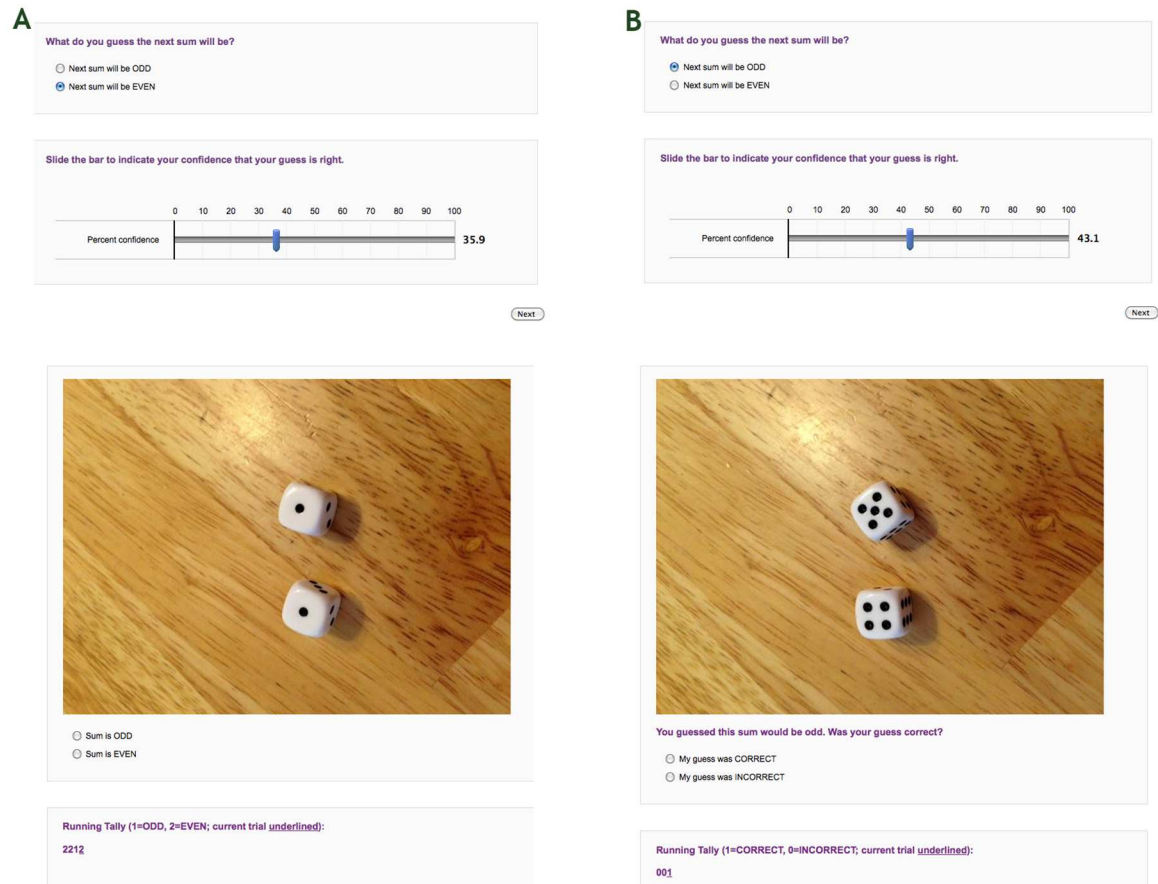 A
What do you guess the next sum will be?
Next sum will be ODD
Next sum will be EVEN
Slide the bar to indicate your confidence that your guess is right.
0 10 20 30 40 50 60 70 80 90 100
Percent confidence 35.9
Next
Sum is ODD
Sum is EVEN
Running Tally (1=ODD, 2=EVEN; current trial underlined):
2212
B
What do you guess the next sum will be?
Next sum will be ODD
Next sum will be EVEN
Slide the bar to indicate your confidence that your guess is right.
0 10 20 30 40 50 60 70 80 90 100
Percent confidence 43.1
Next
You guessed this sum would be odd. Was your guess correct?
My guess was CORRECT
My guess was INCORRECT
Running Tally (1=CORRECT, 0=INCORRECT; current trial underlined):
001